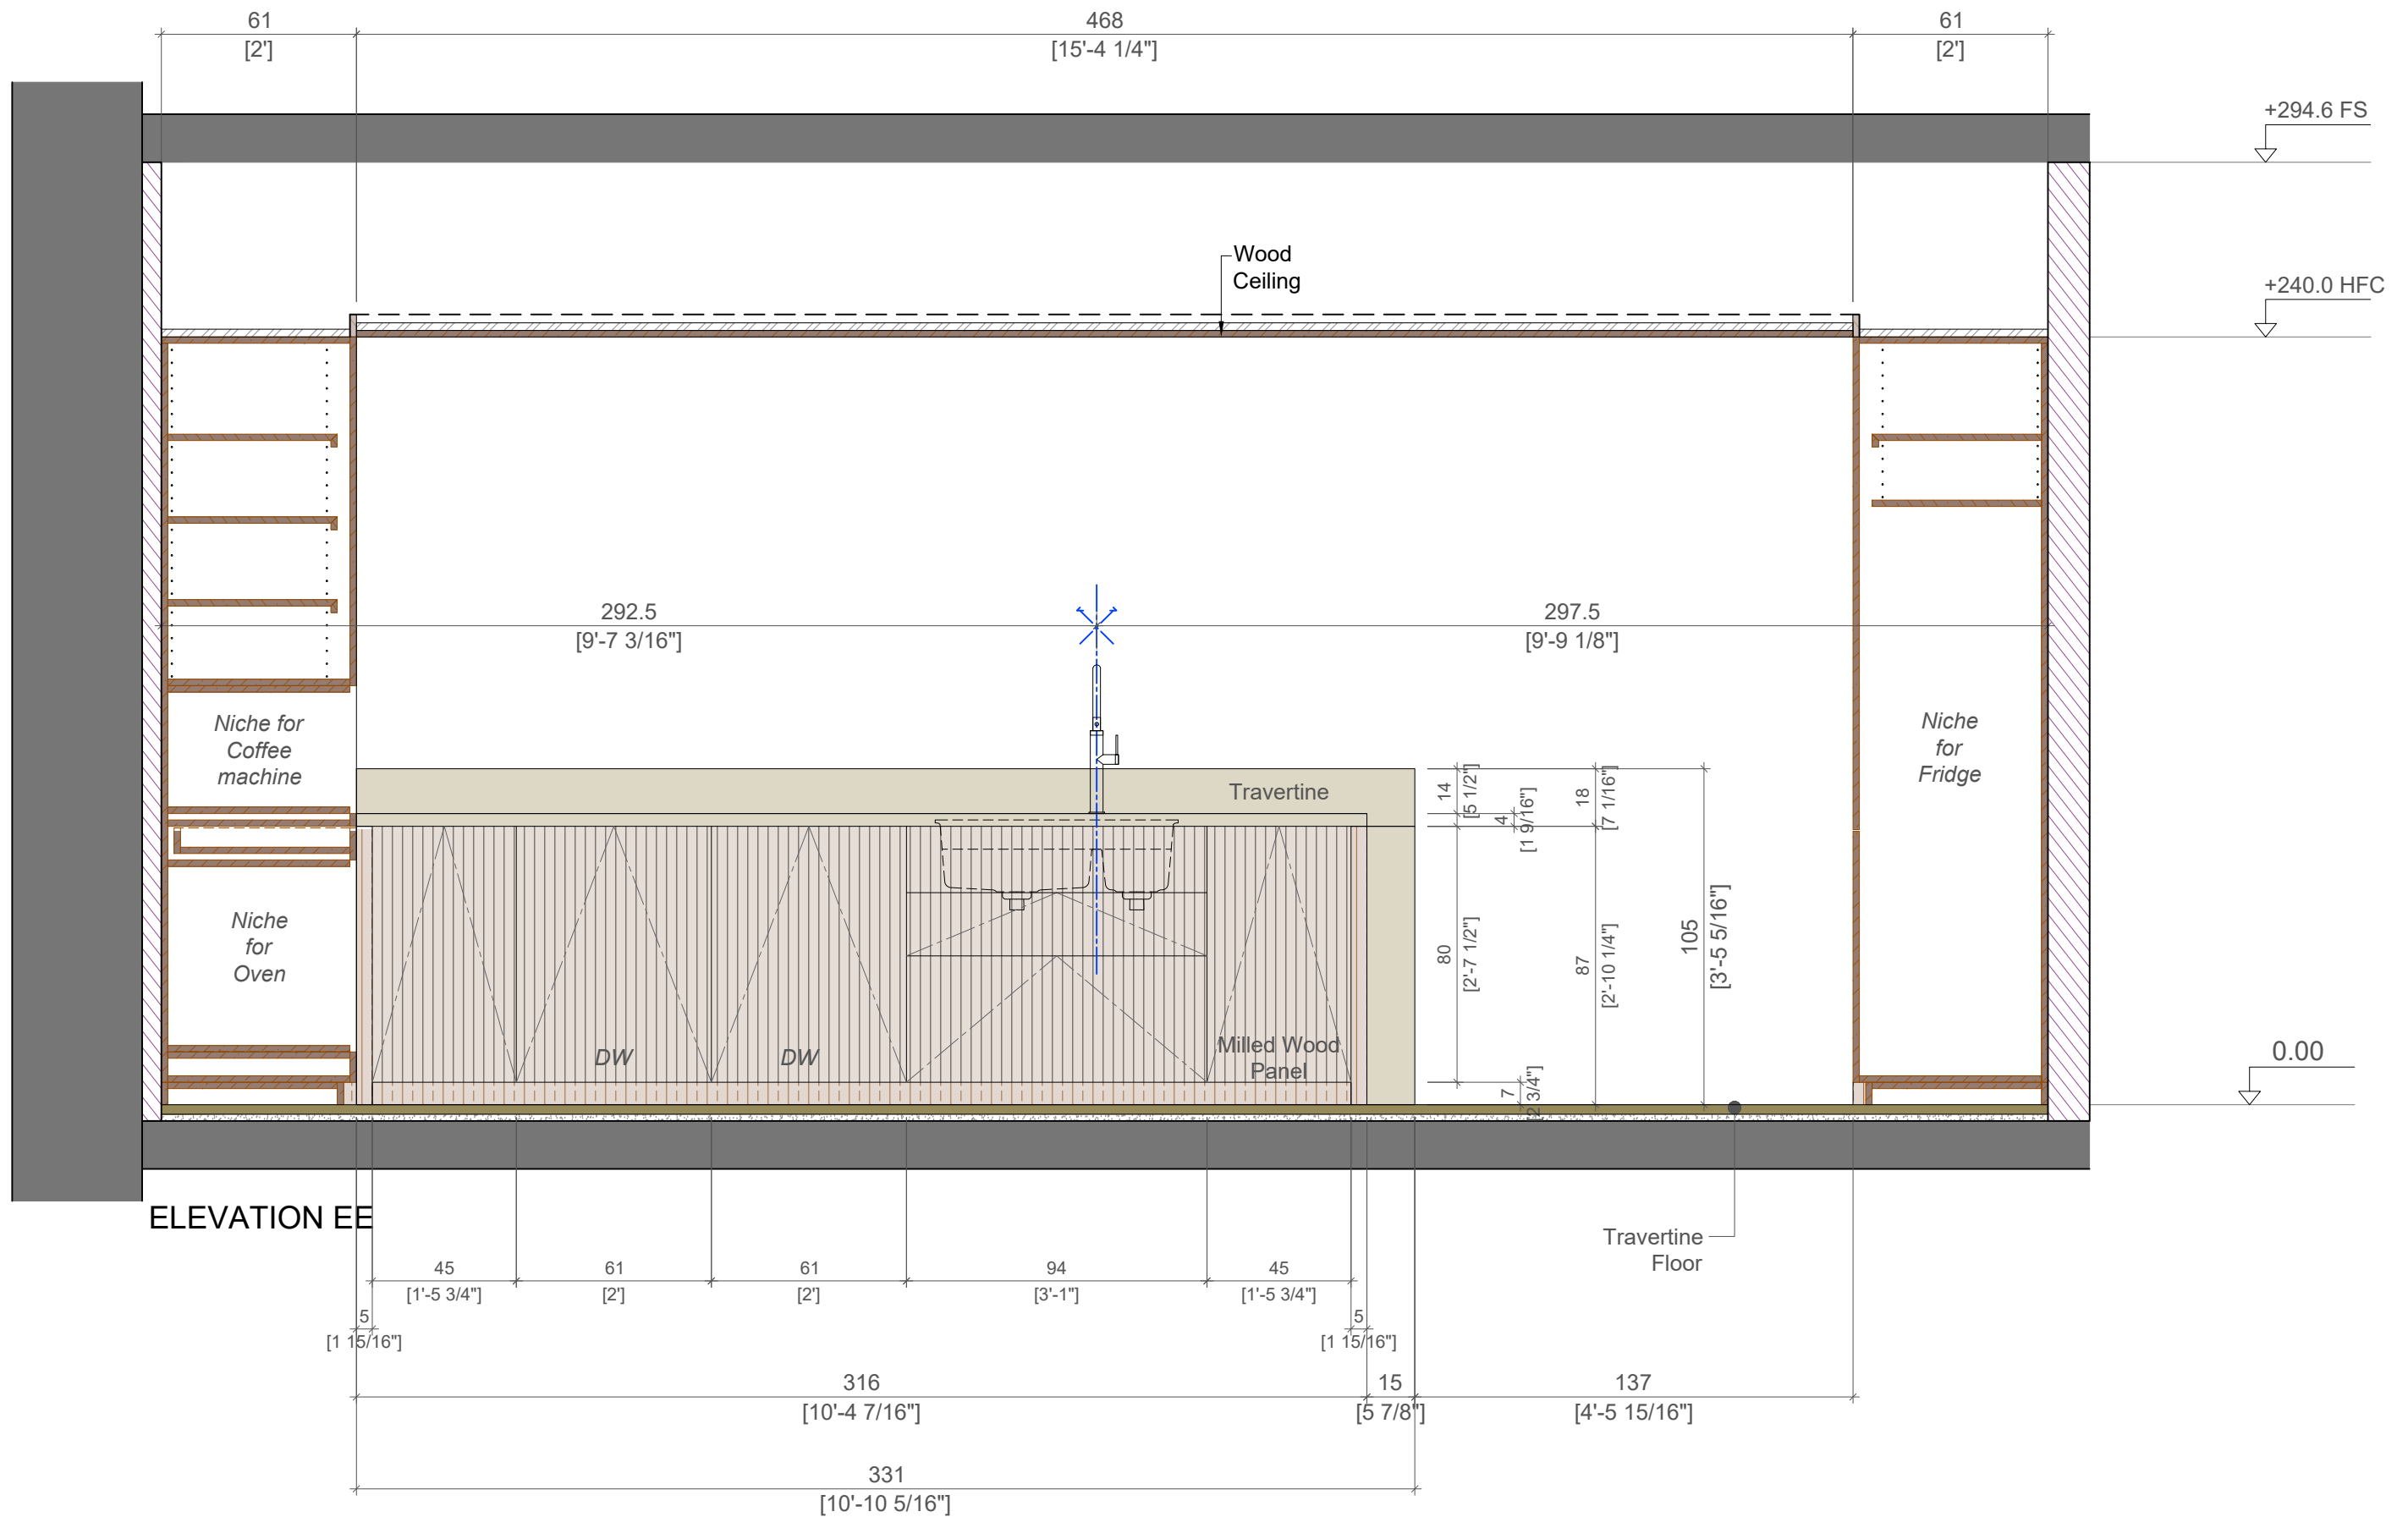 61
[2']
468
[15'-4 1/4"]
61
[2']
+294.6 FS
+240.0 HFC
Wood
Ceiling
292.5
[9'-7 3/16"]
297.5
[9'-9 1/8"]
Niche for
Coffee
machine
Niche
for
Fridge
Travertine
14
[5 1/2"]
4
[1 9/16"]
18
[7 1/16"]
Niche
for
Oven
80
[2'-7 1/2"]
87
[2'-10 1/4"]
105
[3'-5 5/16"]
DW
DW
Milled Wood
Panel
7
[2 3/4"]
0.00
ELEVATION EE
Travertine
Floor
45
[1'-5 3/4"]
61
[2']
61
[2']
94
[3'-1"]
45
[1'-5 3/4"]
5
[1 15/16"]
5
[1 15/16"]
316
[10'-4 7/16"]
15
[5 7/8"]
137
[4'-5 15/16"]
331
[10'-10 5/16"]